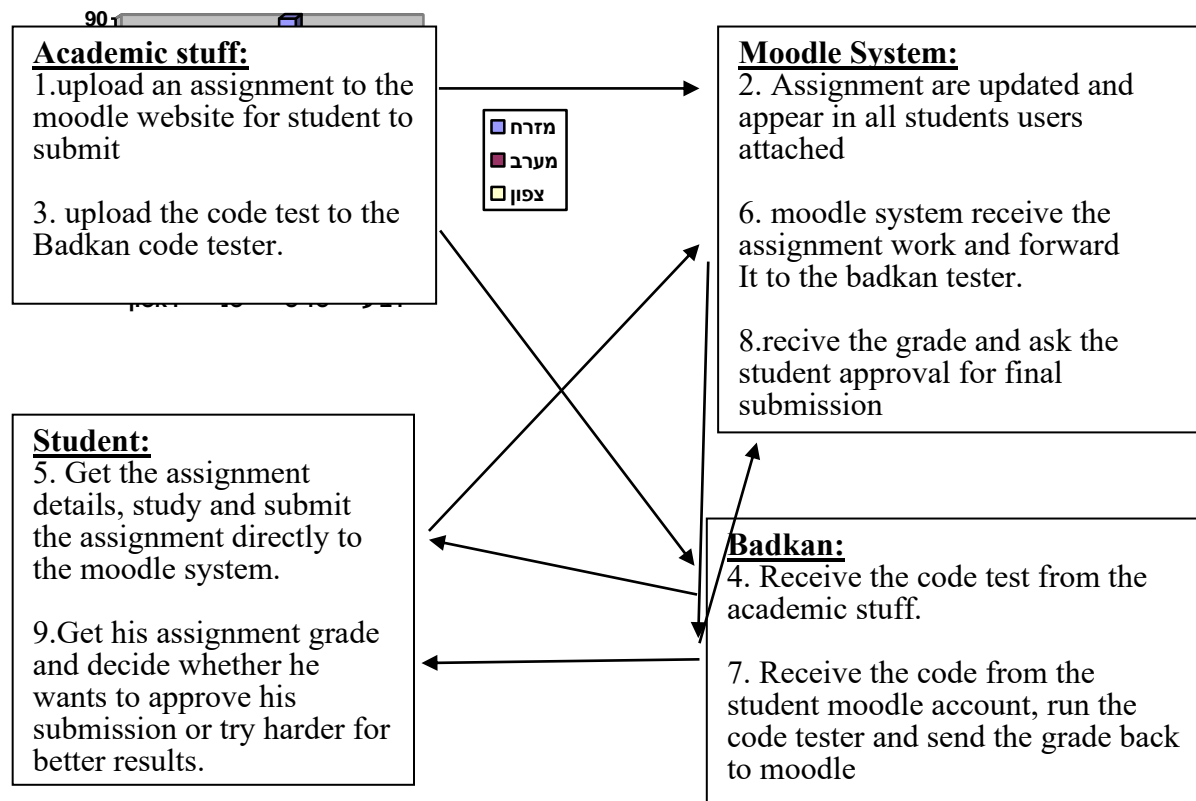 90
Academic stuff:
1.upload an assignment to the
moodle website for student to
submit
3. upload the code test to the
Badkan code tester.
מזרח
מערב
צפון
Moodle System:
2. Assignment are updated and
appear in all students users
attached
6. moodle system receive the
assignment work and forward
It to the badkan tester.
8.recive the grade and ask the
student approval for final
submission
Student:
5. Get the assignment
details, study and submit
the assignment directly to
the moodle system.
9.Get his assignment grade
and decide whether he
wants to approve his
submission or try harder for
better results.
Badkan:
4. Receive the code test from the
academic stuff.
7. Receive the code from the
student moodle account, run the
code tester and send the grade back
to moodle